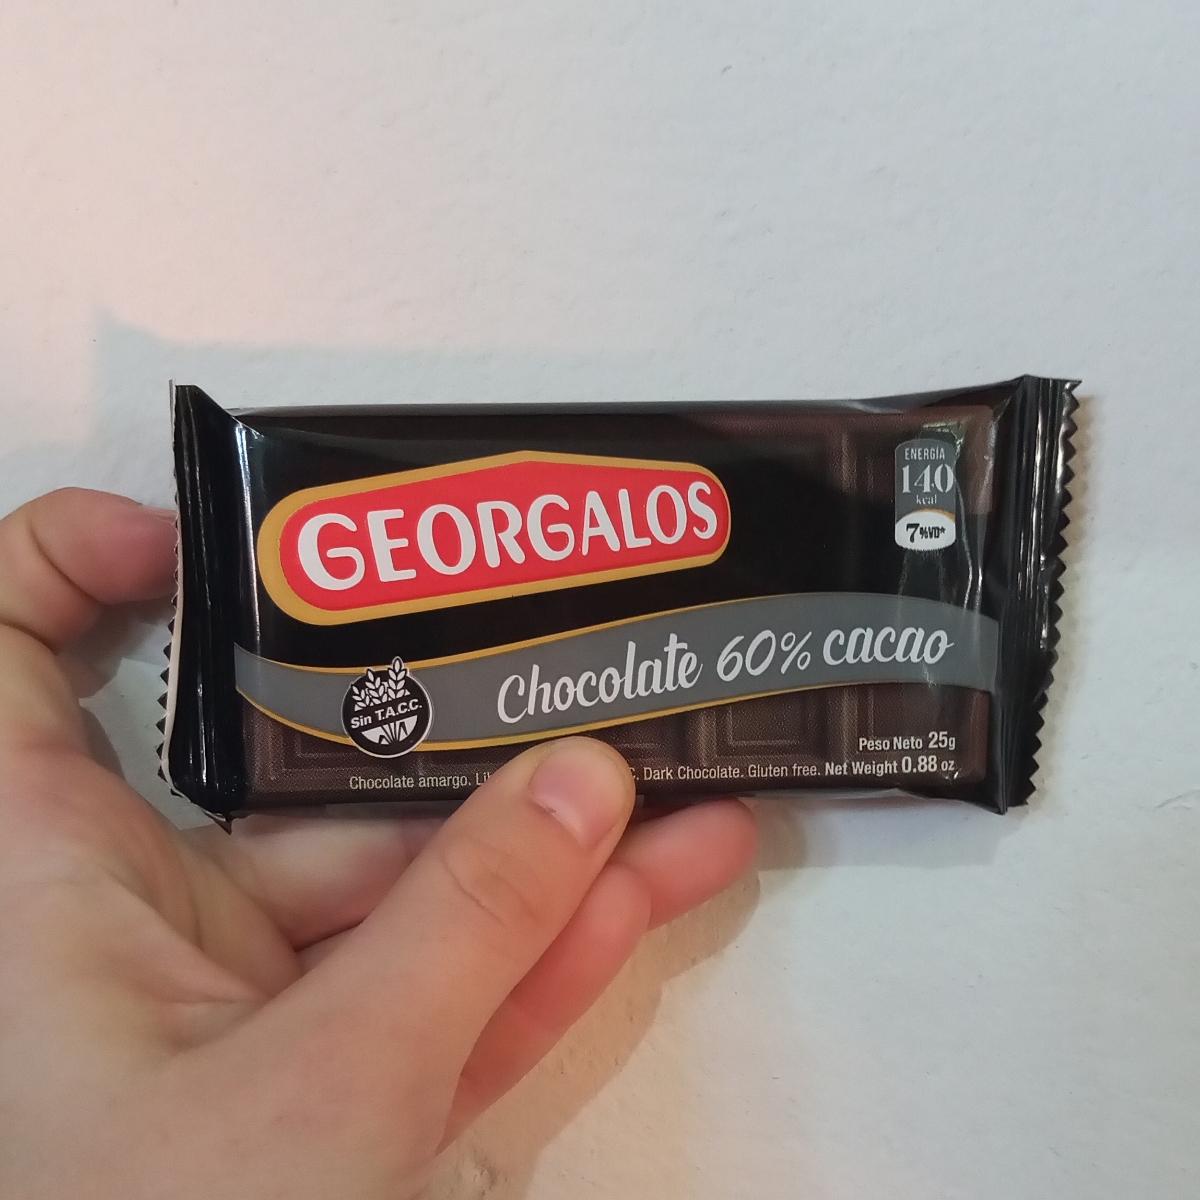 GEORGALOS
ENERGÍA
140
kcal
7 %VD*
Chocolate 60% cacao
Sin T.A.C.C.
Peso Neto 25g
Chocolate amargo. C. Dark Chocolate. Gluten free. Net Weight 0.88 oz